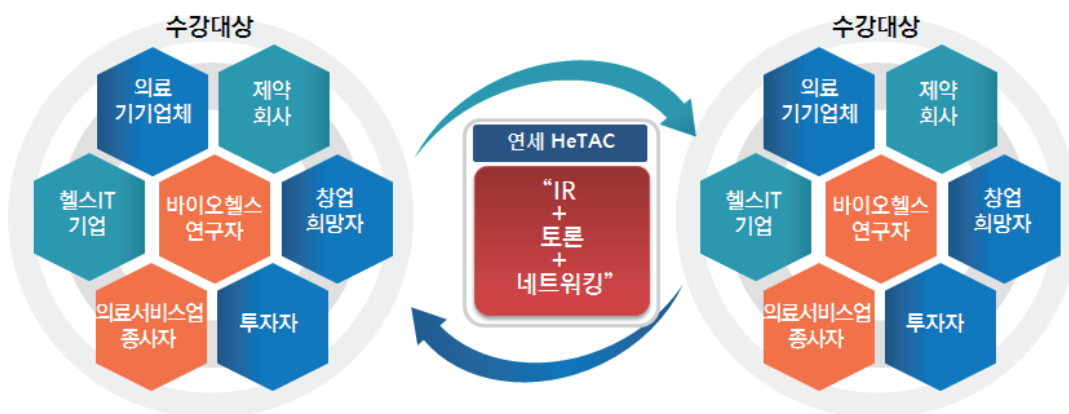 수강대상
의료
기기업체
제약
회사
헬스IT
기업
바이오헬스
연구자
창업
희망자
의료서비스업
종사자
투자자
연세 HeTAC
“IR
+
토론
+
네트워킹”
수강대상
의료
기기업체
제약
회사
헬스IT
기업
바이오헬스
연구자
창업
희망자
의료서비스업
종사자
투자자